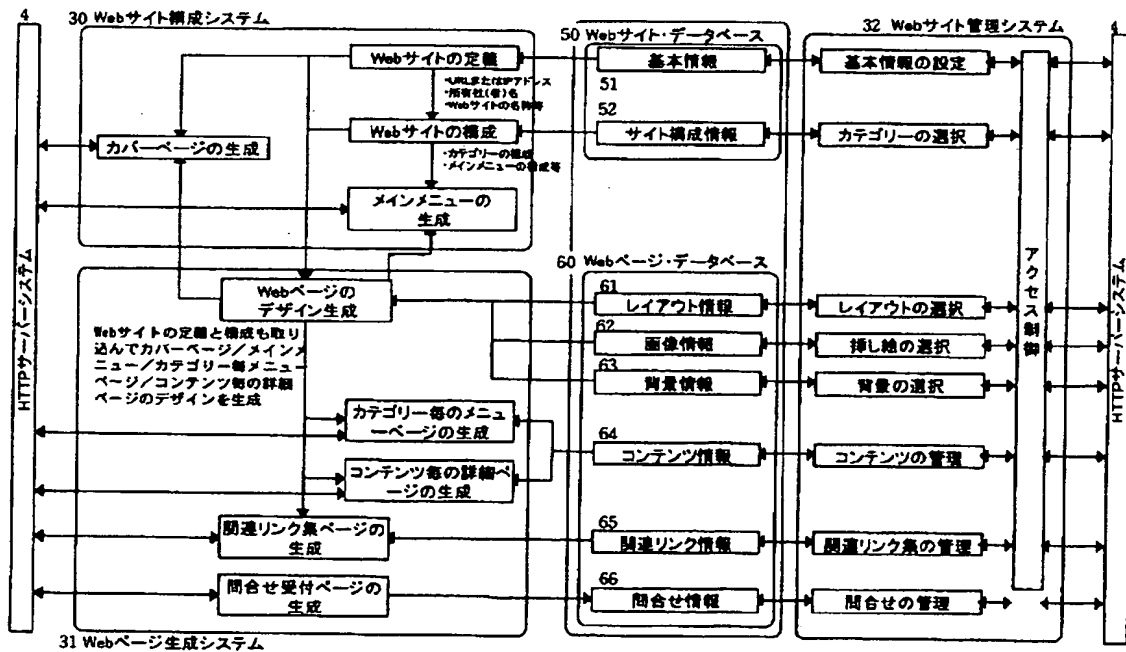 4
30 Webサイト構成システム
50 Webサイト・データベース
32 Webサイト管理システム
4
Webサイトの定義
・URLまたはIPアドレス
・所有社(者)名
・Webサイトの名称等
基本情報
基本情報の設定
51
52
カバーページの生成
Webサイトの構成
・カテゴリーの構成
・メインメニューの構成等
サイト構成情報
カテゴリーの選択
メインメニューの
生成
60 Webページ・データベース
HTTPサーバーシステム
アクセス制御
HTTPサーバーシステム
Webページの
デザイン生成
61
レイアウト情報
レイアウトの選択
Webサイトの定義と構成も取り
込んでカバーページ/メインメ
ニュー/カテゴリー毎メニュー
ページ/コンテンツ毎の詳細
ページのデザインを生成
62
画像情報
挿し絵の選択
63
背景情報
背景の選択
カテゴリー毎のメニュ
ーページの生成
64
コンテンツ情報
コンテンツの管理
コンテンツ毎の詳細ペ
ージの生成
関連リンク集ページの
生成
65
関連リンク情報
関連リンク集の管理
問合せ受付ページの
生成
66
問合せ情報
問合せの管理
31 Webページ生成システム